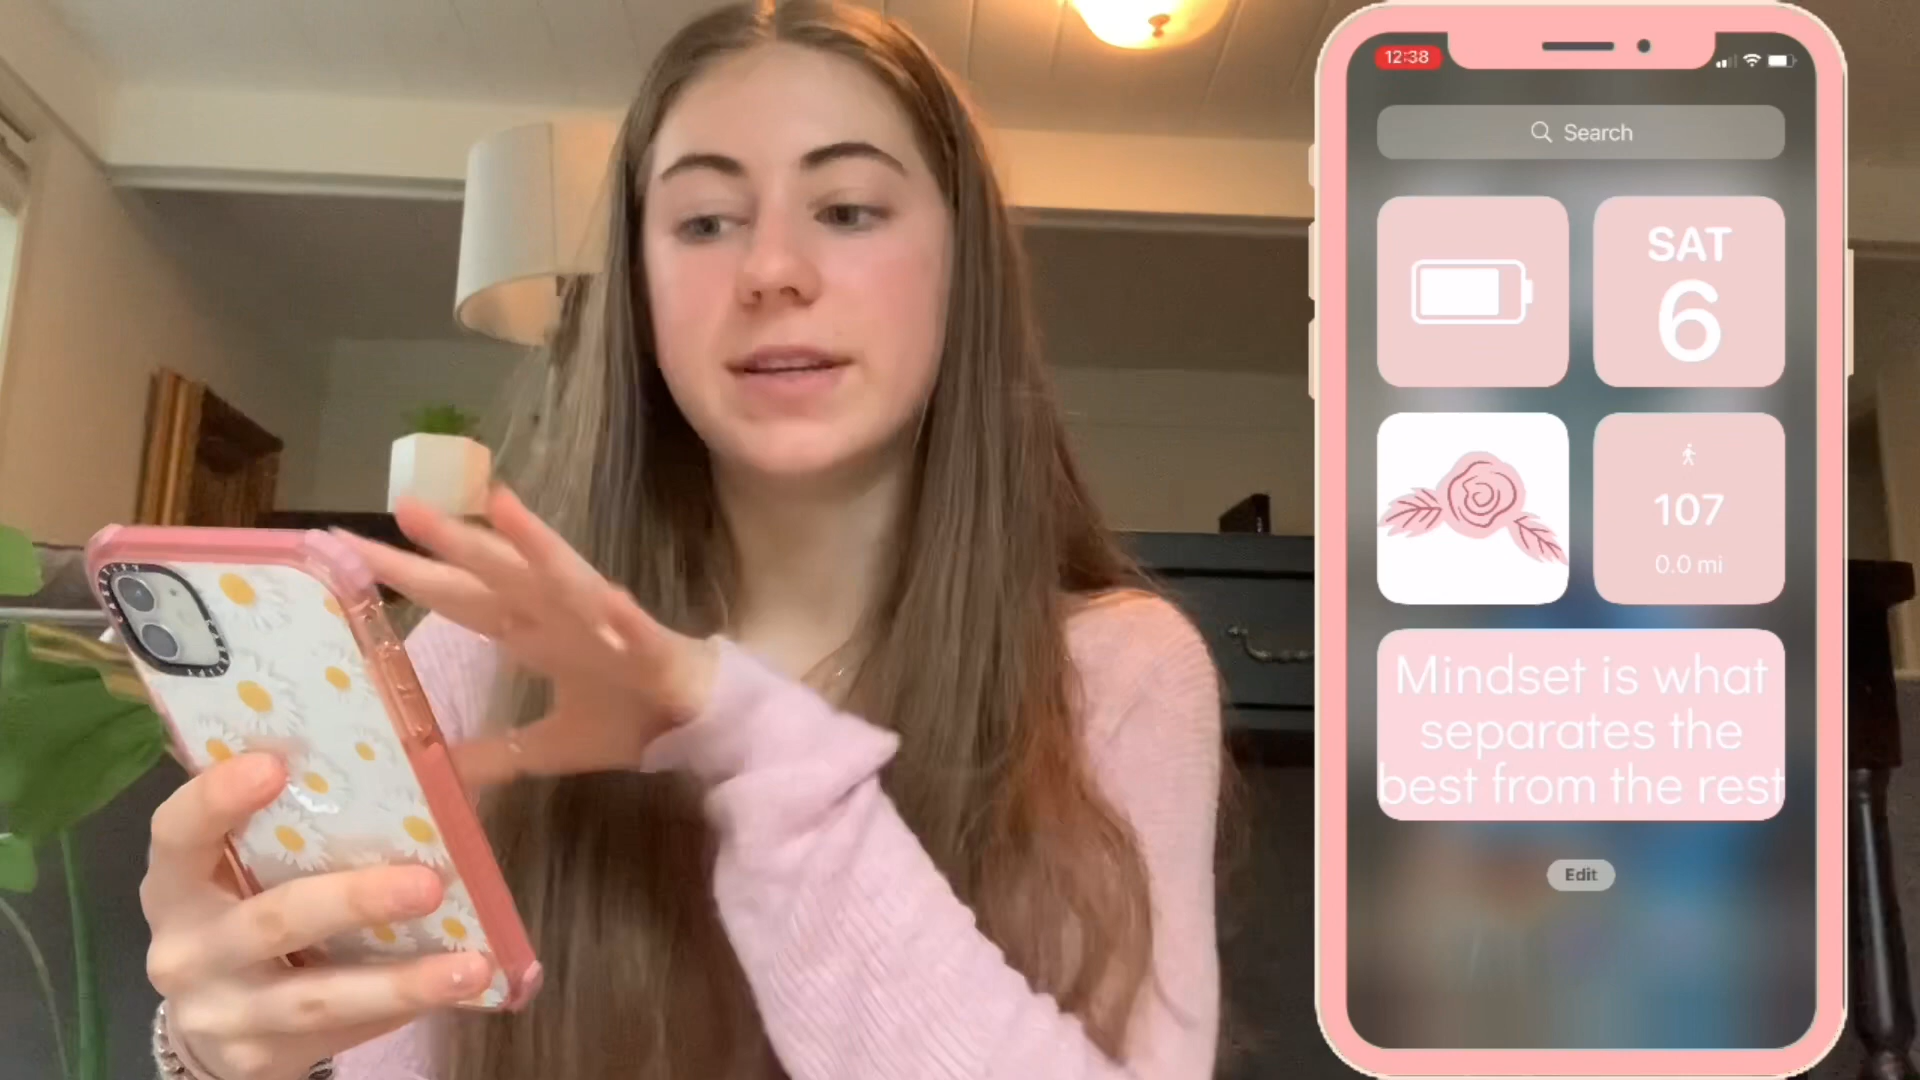 12:38
Search
SAT
6
107
0.0 mi
Mindset is what
separates the
best from the rest
Edit